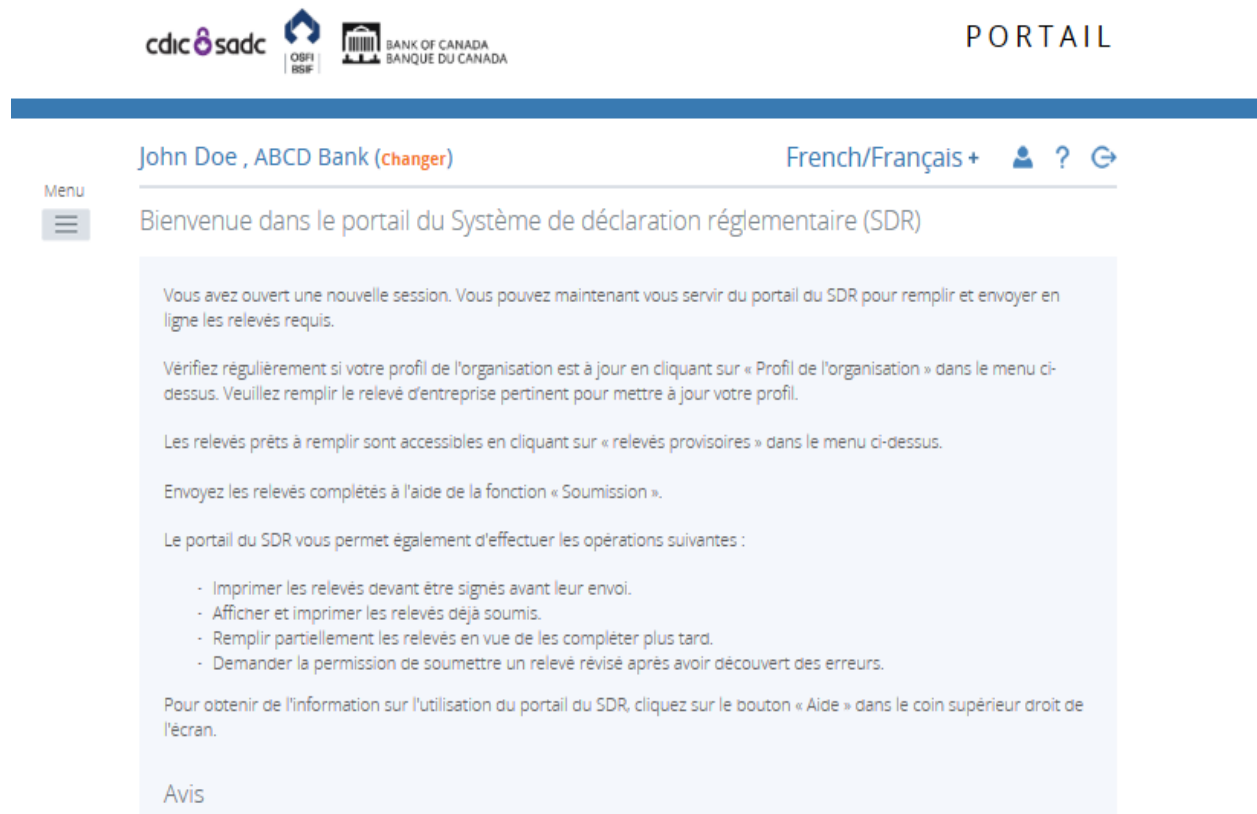 cdic sadc
OSFI
BSIF
BANK OF CANADA
BANQUE DU CANADA
PORTAIL
John Doe , ABCD Bank (Changer)
French/Français +
?
Menu
Bienvenue dans le portail du Système de déclaration réglementaire (SDR)
Vous avez ouvert une nouvelle session. Vous pouvez maintenant vous servir du portail du SDR pour remplir et envoyer en
ligne les relevés requis.
Vérifiez régulièrement si votre profil de l'organisation est à jour en cliquant sur « Profil de l'organisation » dans le menu ci-
dessus. Veuillez remplir le relevé d’entreprise pertinent pour mettre à jour votre profil.
Les relevés prêts à remplir sont accessibles en cliquant sur « relevés provisoires » dans le menu ci-dessus.
Envoyez les relevés complétés à l'aide de la fonction « Soumission ».
Le portail du SDR vous permet également d'effectuer les opérations suivantes :
- Imprimer les relevés devant être signés avant leur envoi.
- Afficher et imprimer les relevés déjà soumis.
- Remplir partiellement les relevés en vue de les compléter plus tard.
- Demander la permission de soumettre un relevé révisé après avoir découvert des erreurs.
Pour obtenir de l'information sur l'utilisation du portail du SDR, cliquez sur le bouton « Aide » dans le coin supérieur droit de
l'écran.
Avis